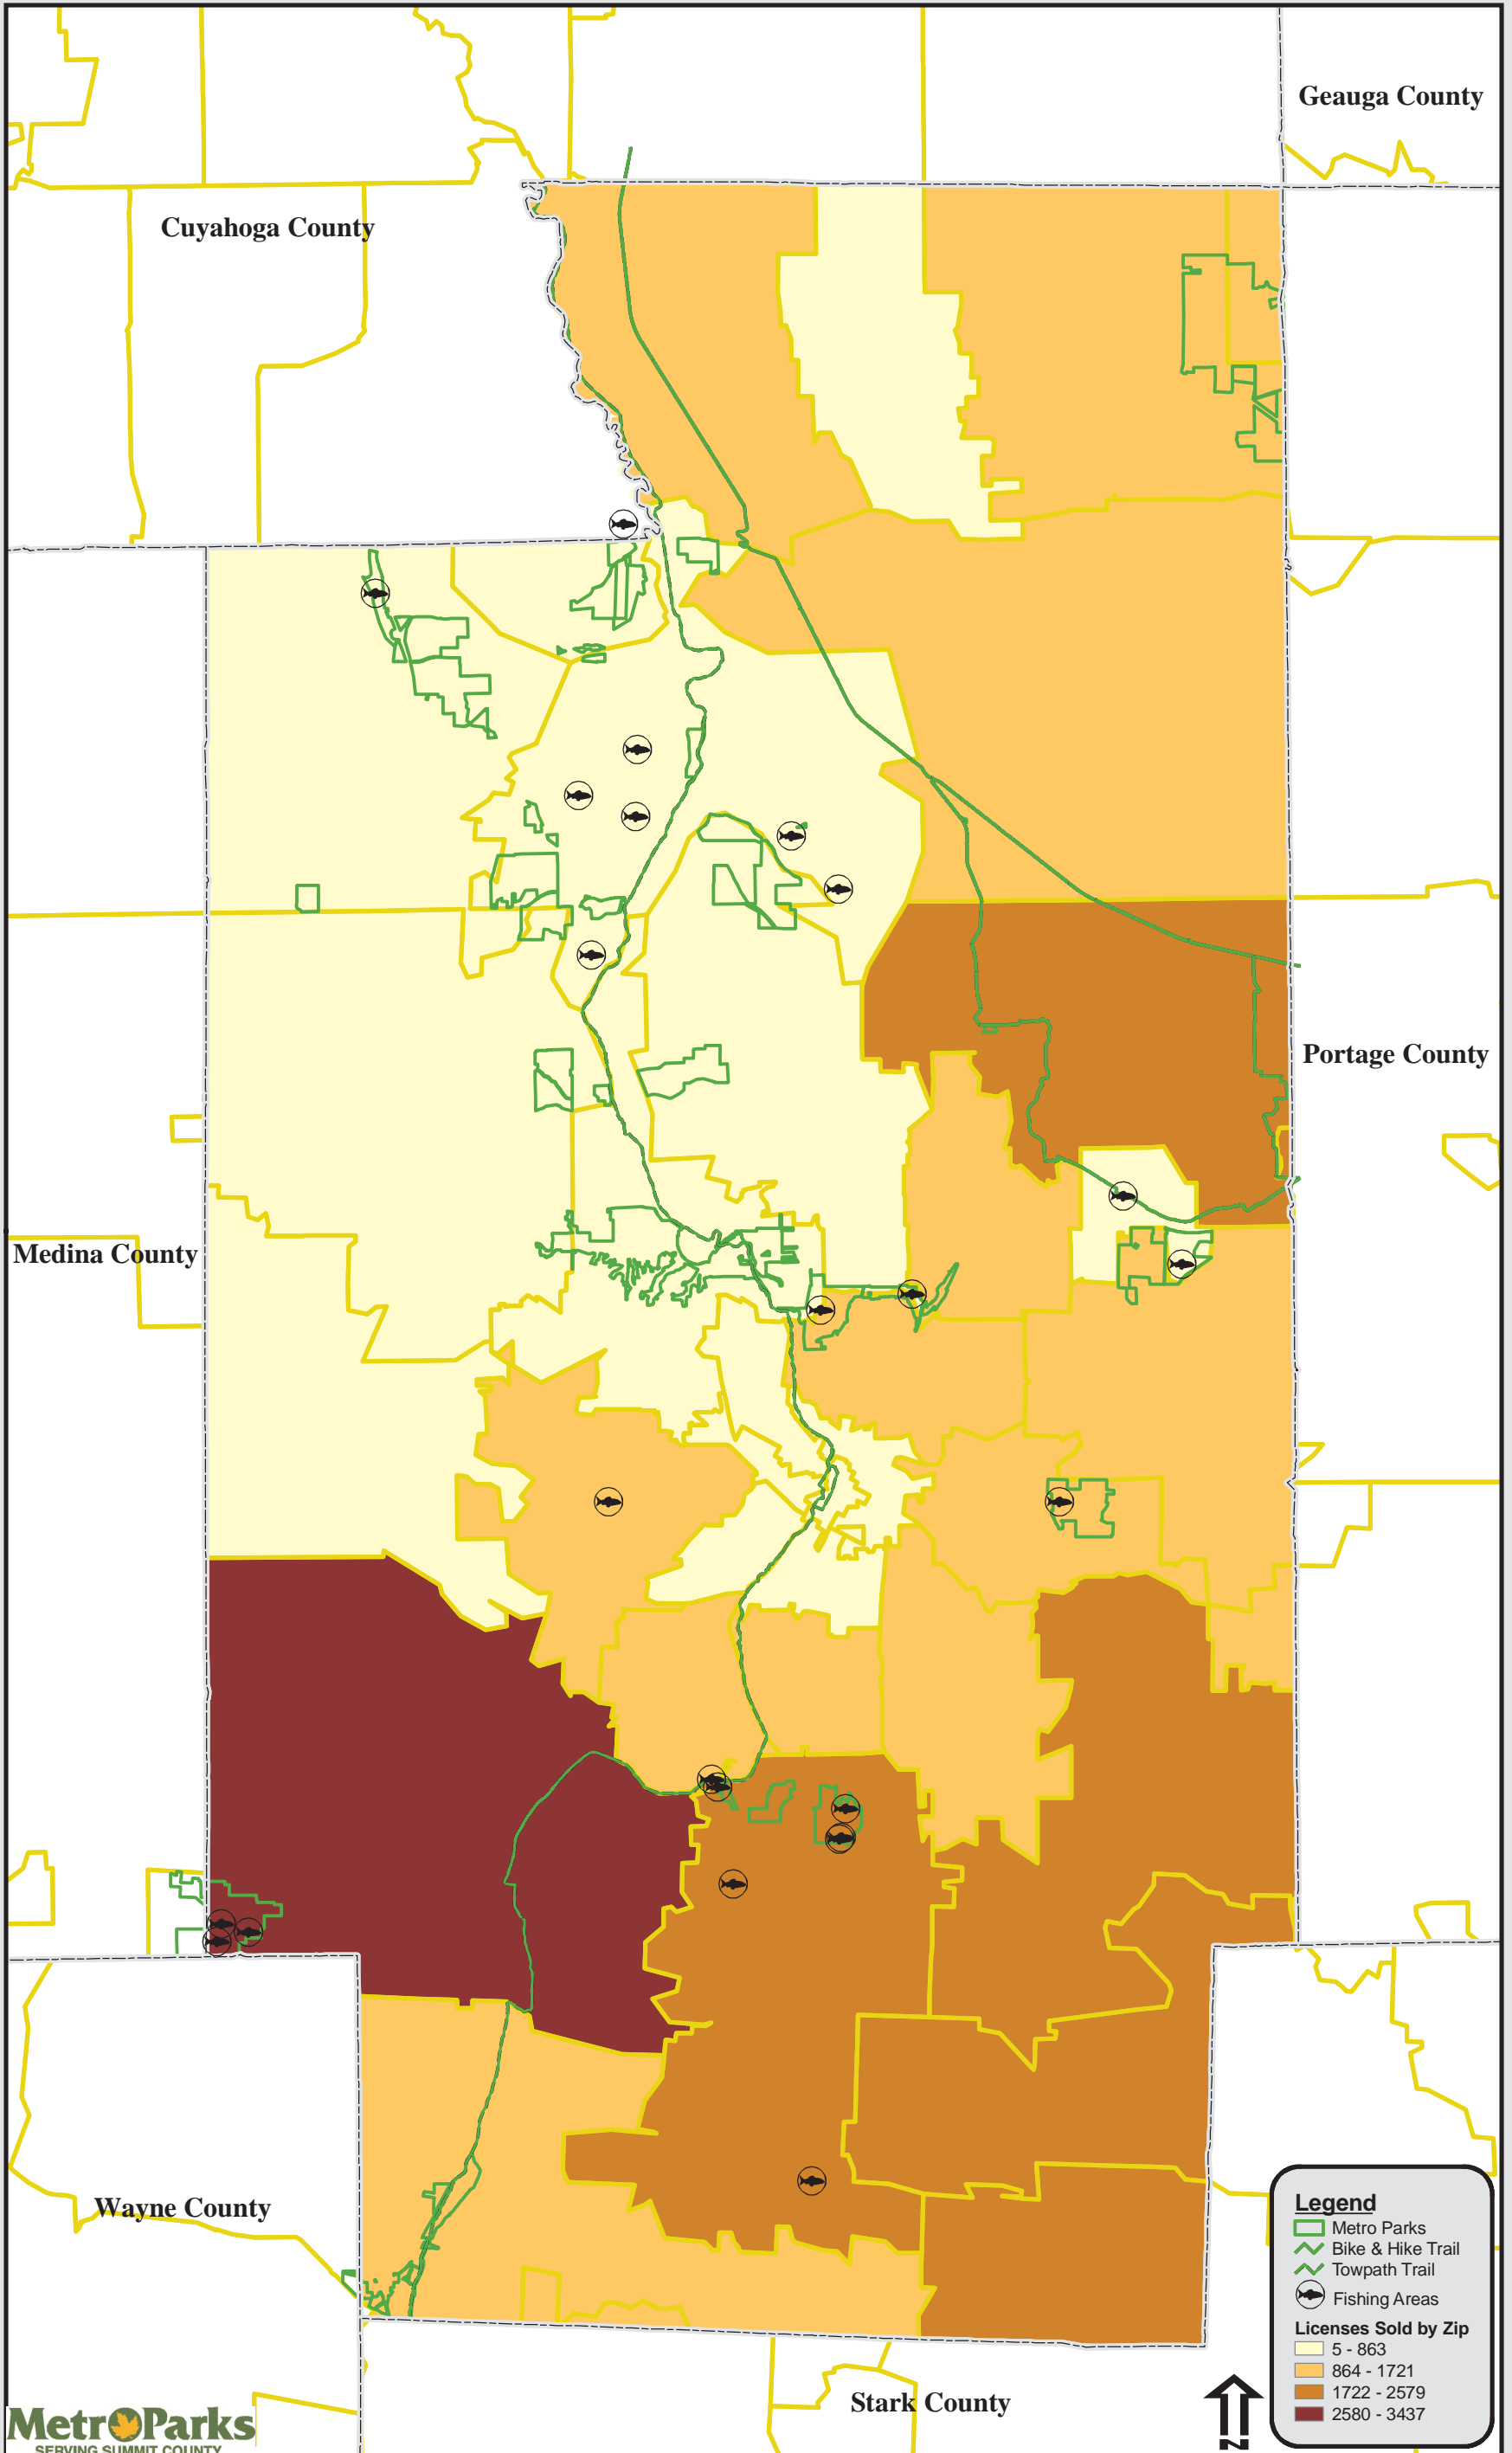 Geauga County
Cuyahoga County
Portage County
Medina County
Wayne County
Stark County
Legend
Metro Parks
Bike & Hike Trail
Towpath Trail
Fishing Areas
Licenses Sold by Zip
5 - 863
864 - 1721
1722 - 2579
2580 - 3437
N
MetroParks
SERVING SUMMIT COUNTY